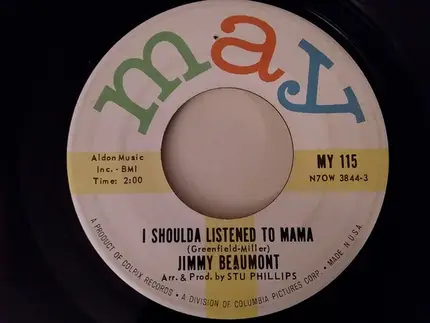 may
Aldon Music
Inc. - BMI
Time: 2:00
MY 115
N7OW 3844-3
I SHOULDA LISTENED TO MAMA
(Greenfield-Miller)
JIMMY BEAUMONT
Arr. & Prod. by STU PHILLIPS
A PRODUCT OF COLPIX RECORDS • A DIVISION OF COLUMBIA PICTURES CORP. • MADE IN U.S.A.